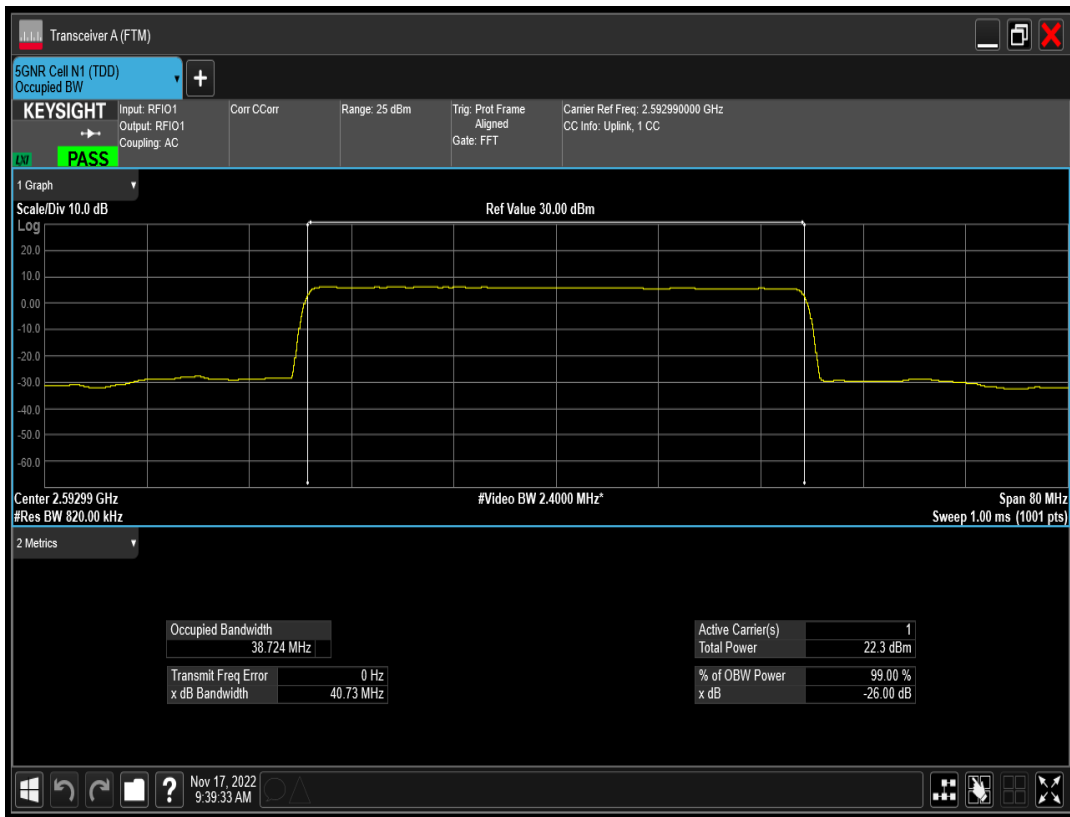 Transceiver A (FTM)
5GNR Cell N1 (TDD)
Occupied BW
KEYSIGHT
LXI
PASS
Input: RFIO1
Output: RFIO1
Coupling: AC
Corr CCorr
Range: 25 dBm
Trig: Prot Frame
Aligned
Gate: FFT
Carrier Ref Freq: 2.592990000 GHz
CC Info: Uplink, 1 CC
1 Graph
Scale/Div 10.0 dB
Ref Value 30.00 dBm
Log
20.0
10.0
0.00
-10.0
-20.0
-30.0
-40.0
-50.0
-60.0
Center 2.59299 GHz
#Video BW 2.4000 MHz*
Span 80 MHz
#Res BW 820.00 kHz
Sweep 1.00 ms (1001 pts)
2 Metrics
Occupied Bandwidth
38.724 MHz
Transmit Freq Error 0 Hz
x dB Bandwidth 40.73 MHz
Active Carrier(s) 1
Total Power 22.3 dBm
% of OBW Power 99.00 %
x dB -26.00 dB
?
Nov 17, 2022
9:39:33 AM